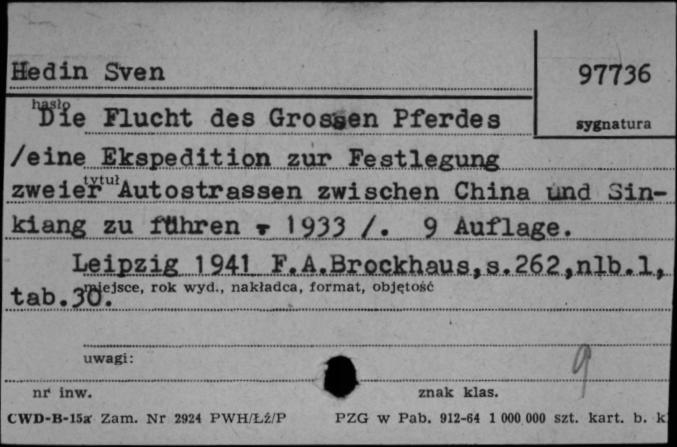 Hedin Sven
97736
hasło
sygnatura
Die Flucht des Grossen Pferdes
/eine Ekspedition zur Festlegung
tytuł
zweier Autostrassen zwischen China und Sin-
kiang zu führen - 1933 /. 9 Auflage.
Leipzig 1941 F.A.Brockhaus,s.262,nlb.1,
miejsce, rok wyd., nakładca, format, objętość
tab.30.
uwagi:
9
nr inw.
znak klas.
CWD-B-15a Zam. Nr 2924 PWH/Łź/P
PZG w Pab. 912-64 1 000 000 szt. kart. b. k